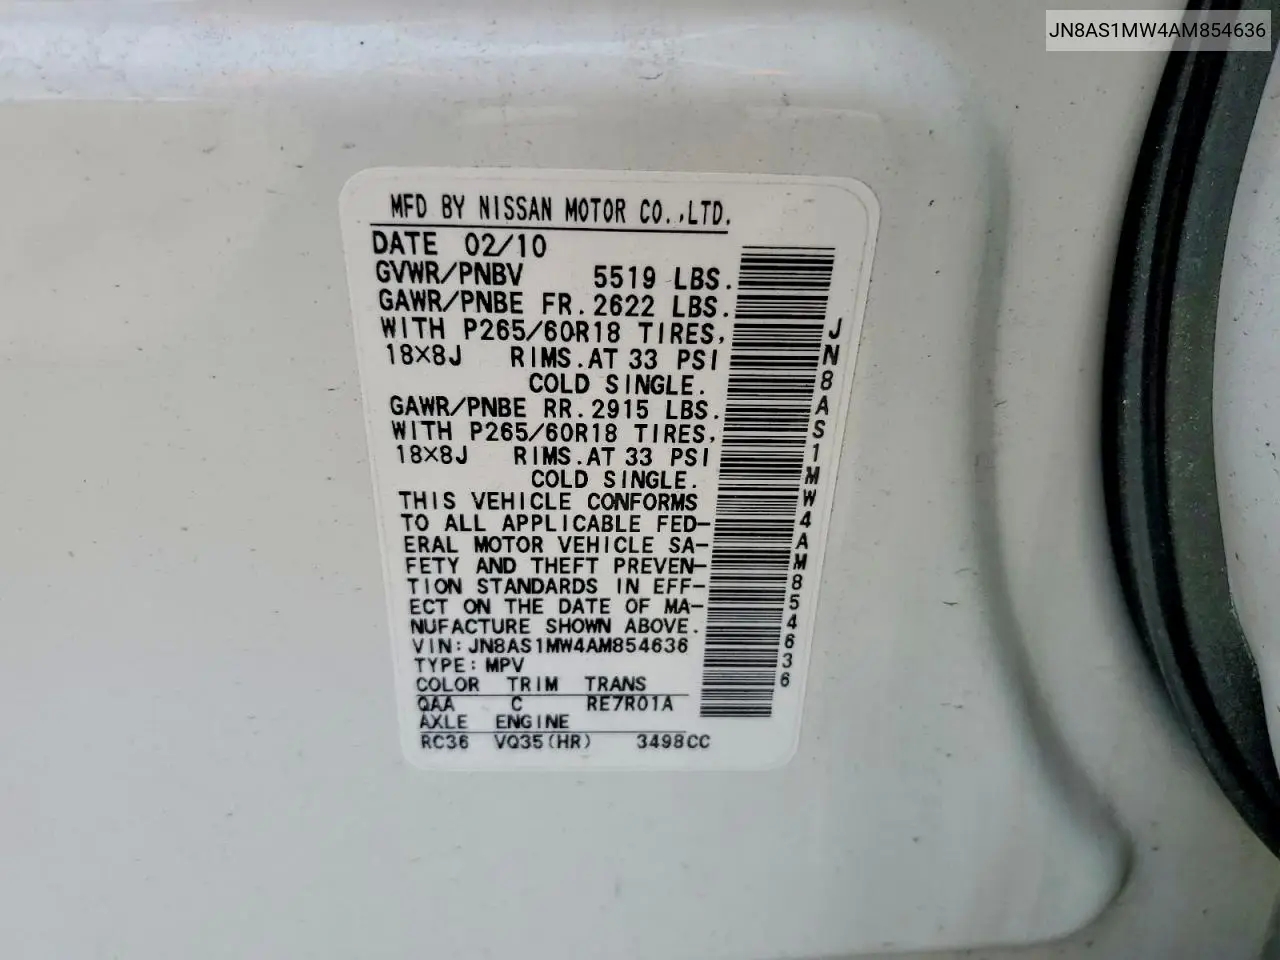 JN8AS1MW4AM854636
MFD BY NISSAN MOTOR CO.,LTD.
DATE 02/10
GVWR/PNBV 5519 LBS.
GAWR/PNBE FR.2622 LBS.
WITH P265/60R18 TIRES,
18×8J RIMS.AT 33 PSI
COLD SINGLE.
GAWR/PNBE RR.2915 LBS.
WITH P265/60R18 TIRES,
18×8J RIMS.AT 33 PSI
COLD SINGLE.
THIS VEHICLE CONFORMS
TO ALL APPLICABLE FED-
ERAL MOTOR VEHICLE SA-
FETY AND THEFT PREVEN-
TION STANDARDS IN EFF-
ECT ON THE DATE OF MA-
NUFACTURE SHOWN ABOVE.
VIN:JN8AS1MW4AM854636
TYPE:MPV
COLOR TRIM TRANS
QAA C RE7R01A
AXLE ENGINE
RC36 VQ35(HR) 3498CC
JN8AS1MW4AM854636